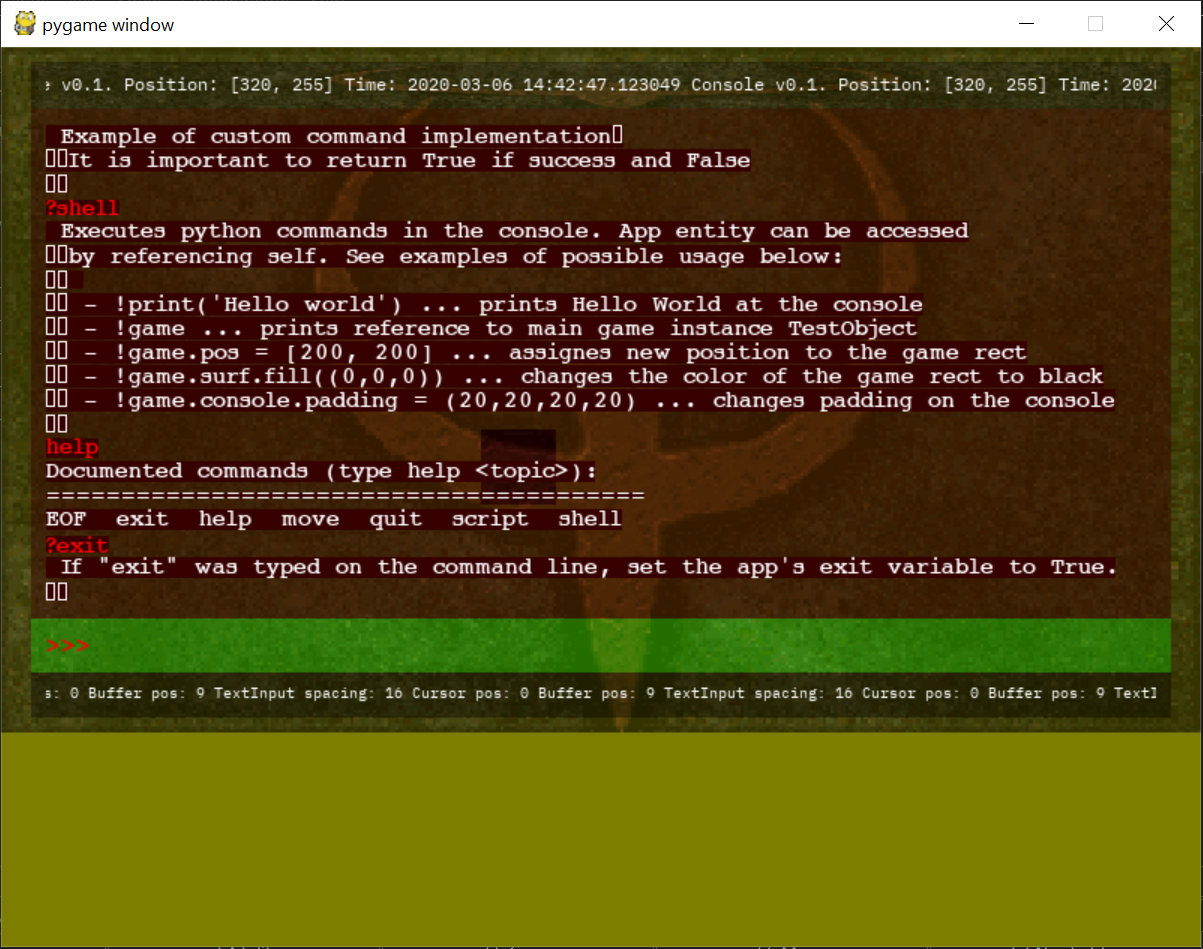 pygame window
e v0.1. Position: [320, 255] Time: 2020-03-06 14:42:47.123049 Console v0.1. Position: [320, 255] Time: 202
Example of custom command implementation▯
▯▯It is important to return True if success and False
▯▯
?shell
Executes python commands in the console. App entity can be accessed
▯▯by referencing self. See examples of possible usage below:
▯▯
▯▯ - !print('Hello world') ... prints Hello World at the console
▯▯ - !game ... prints reference to main game instance TestObject
▯▯ - !game.pos = [200, 200] ... assignes new position to the game rect
▯▯ - !game.surf.fill((0,0,0)) ... changes the color of the game rect to black
▯▯ - !game.console.padding = (20,20,20,20) ... changes padding on the console
▯▯
help
Documented commands (type help <topic>):
========================================
EOF  exit  help  move  quit  script  shell
?exit
If "exit" was typed on the command line, set the app's exit variable to True.
▯▯
>>>
s: 0 Buffer pos: 9 TextInput spacing: 16 Cursor pos: 0 Buffer pos: 9 TextInput spacing: 16 Cursor pos: 0 Buffer pos: 9 TextI